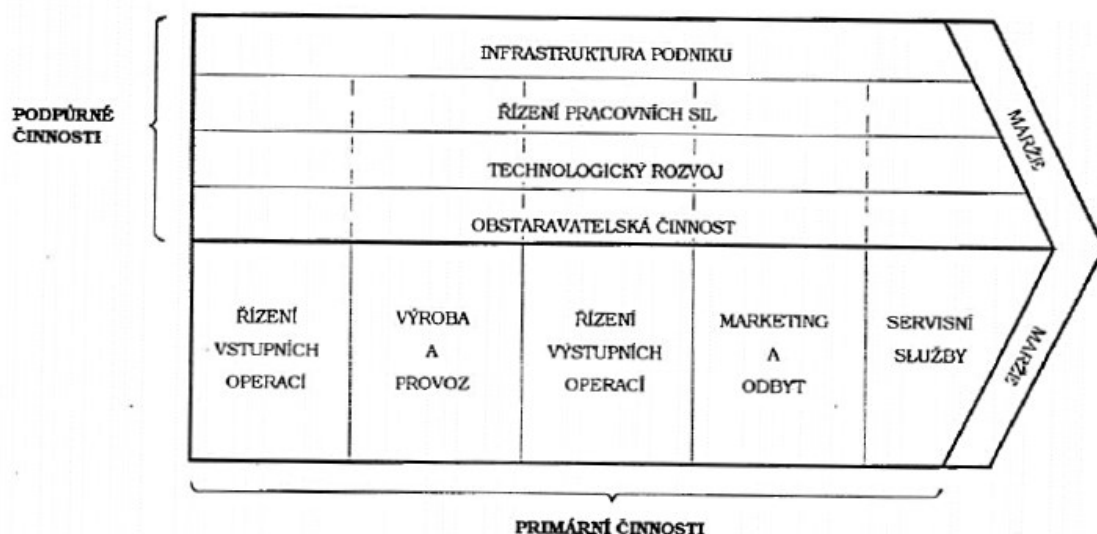 INFRASTRUKTURA PODNIKU
PODPŮRNÉ
ČINNOSTI
ŘÍZENÍ PRACOVNÍCH SIL
TECHNOLOGICKÝ ROZVOJ
OBSTARAVATELSKÁ ČINNOST
MARŽE
ŘÍZENÍ
VSTUPNÍCH
OPERACÍ
VÝROBA
A
PROVOZ
ŘÍZENÍ
VÝSTUPNÍCH
OPERACÍ
MARKETING
A
ODBYT
SERVISNÍ
SLUŽBY
MARŽE
PRIMÁRNÍ ČINNOSTI